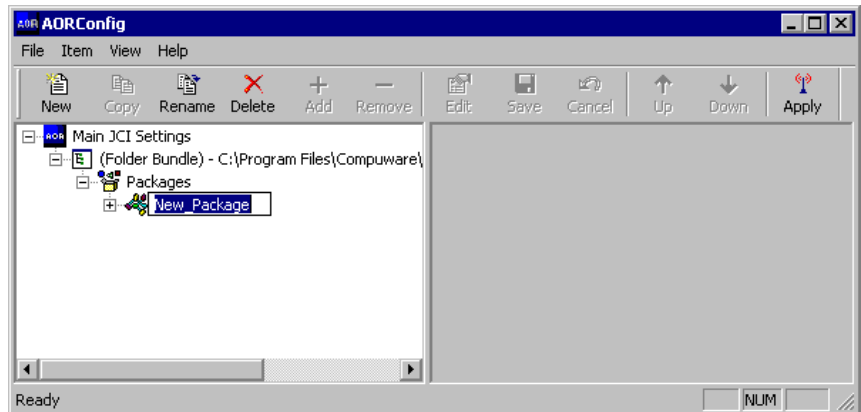 AOR AORConfig
File Item View Help
New Copy Rename Delete Add Remove Edit Save Cancel Up Down Apply
AOR Main JCI Settings
(Folder Bundle) - C:\Program Files\Compuware\
Packages
New_Package
Ready NUM